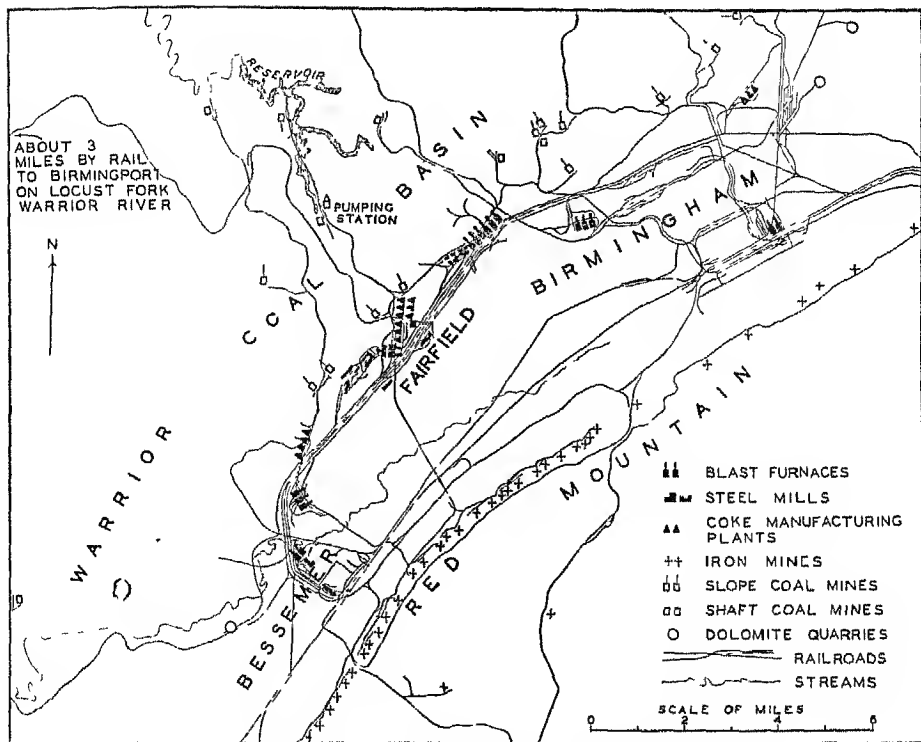 RESERVOIR
ABOUT 3
MILES BY RAIL
TO BIRMINGPORT
ON LOCUST FORK
WARRIOR RIVER
N
PUMPING
STATION
WARRIOR CCAL BASIN
BIRMINGHAM
FAIRFIELD
BESSEMER
RED MOUNTAIN
BLAST FURNACES
STEEL MILLS
COKE MANUFACTURING
PLANTS
IRON MINES
SLOPE COAL MINES
SHAFT COAL MINES
DOLOMITE QUARRIES
RAILROADS
STREAMS
SCALE OF MILES
0 2 4 6